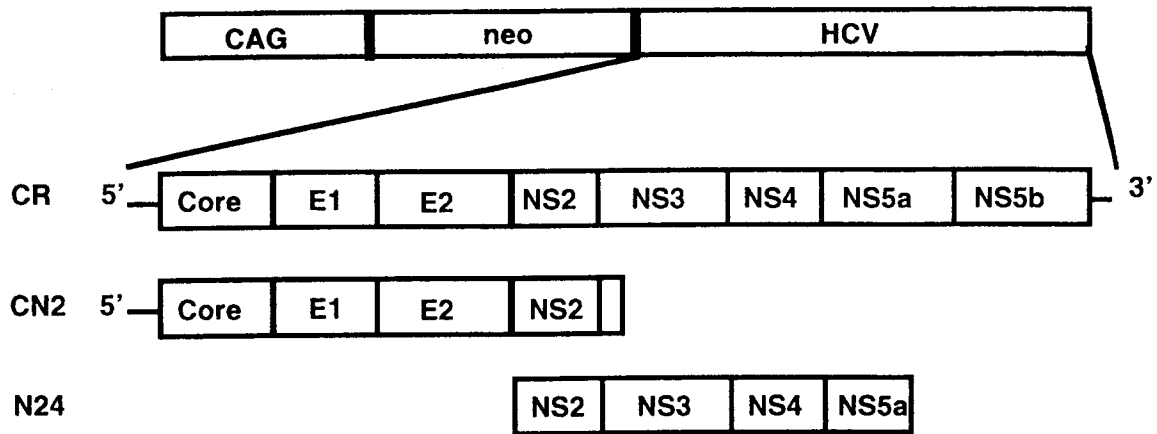 CAG neo HCV
CR 5' Core E1 E2 NS2 NS3 NS4 NS5a NS5b 3'
CN2 5' Core E1 E2 NS2
N24 NS2 NS3 NS4 NS5a